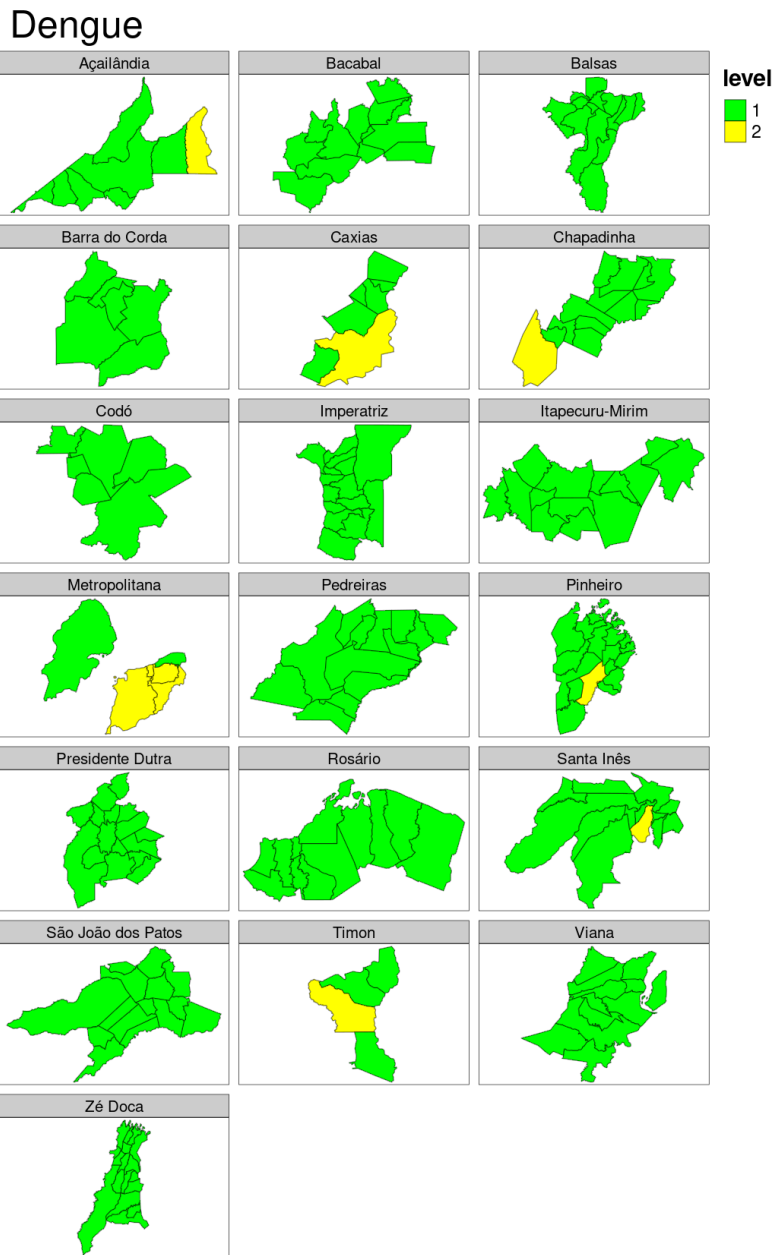 Dengue
Açailândia
Bacabal
Balsas
level
1
2
Barra do Corda
Caxias
Chapadinha
Codó
Imperatriz
Itapecuru-Mirim
Metropolitana
Pedreiras
Pinheiro
Presidente Dutra
Rosário
Santa Inês
São João dos Patos
Timon
Viana
Zé Doca